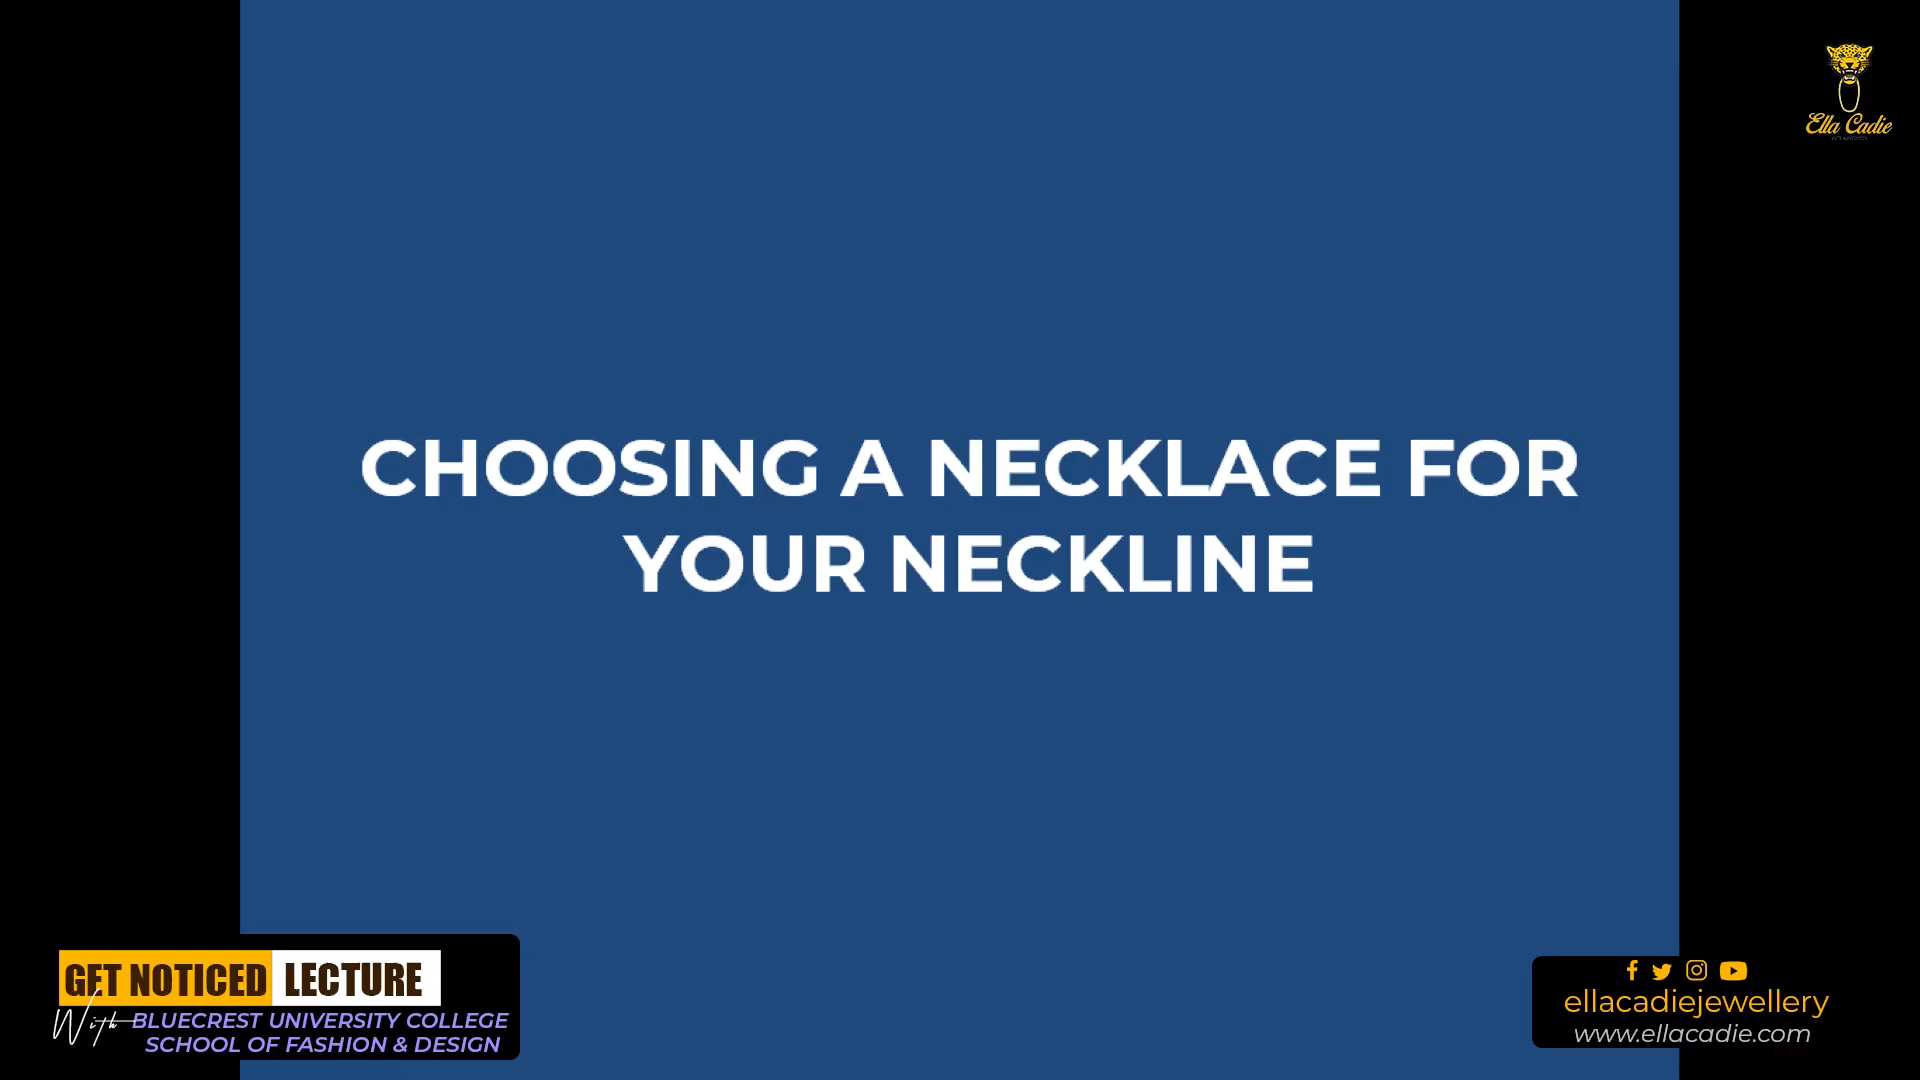 Ella Cadie
CHOOSING A NECKLACE FOR
YOUR NECKLINE
GET NOTICED LECTURE
With BLUECREST UNIVERSITY COLLEGE
SCHOOL OF FASHION & DESIGN
ellacadiejewellery
www.ellacadie.com